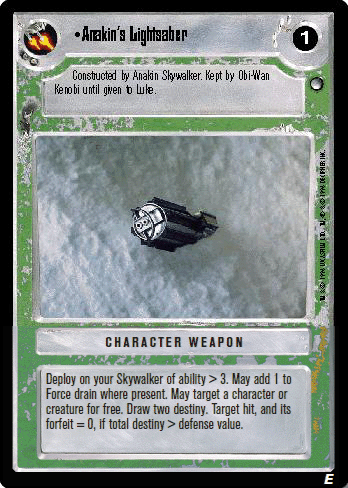 •Anakin's Lightsaber
1
Constructed by Anakin Skywalker. Kept by Obi-Wan
Kenobi until given to Luke.
CHARACTER WEAPON
Deploy on your Skywalker of ability > 3. May add 1 to
Force drain where present. May target a character or
creature for free. Draw two destiny. Target hit, and its
forfeit = 0, if total destiny > defense value.
E